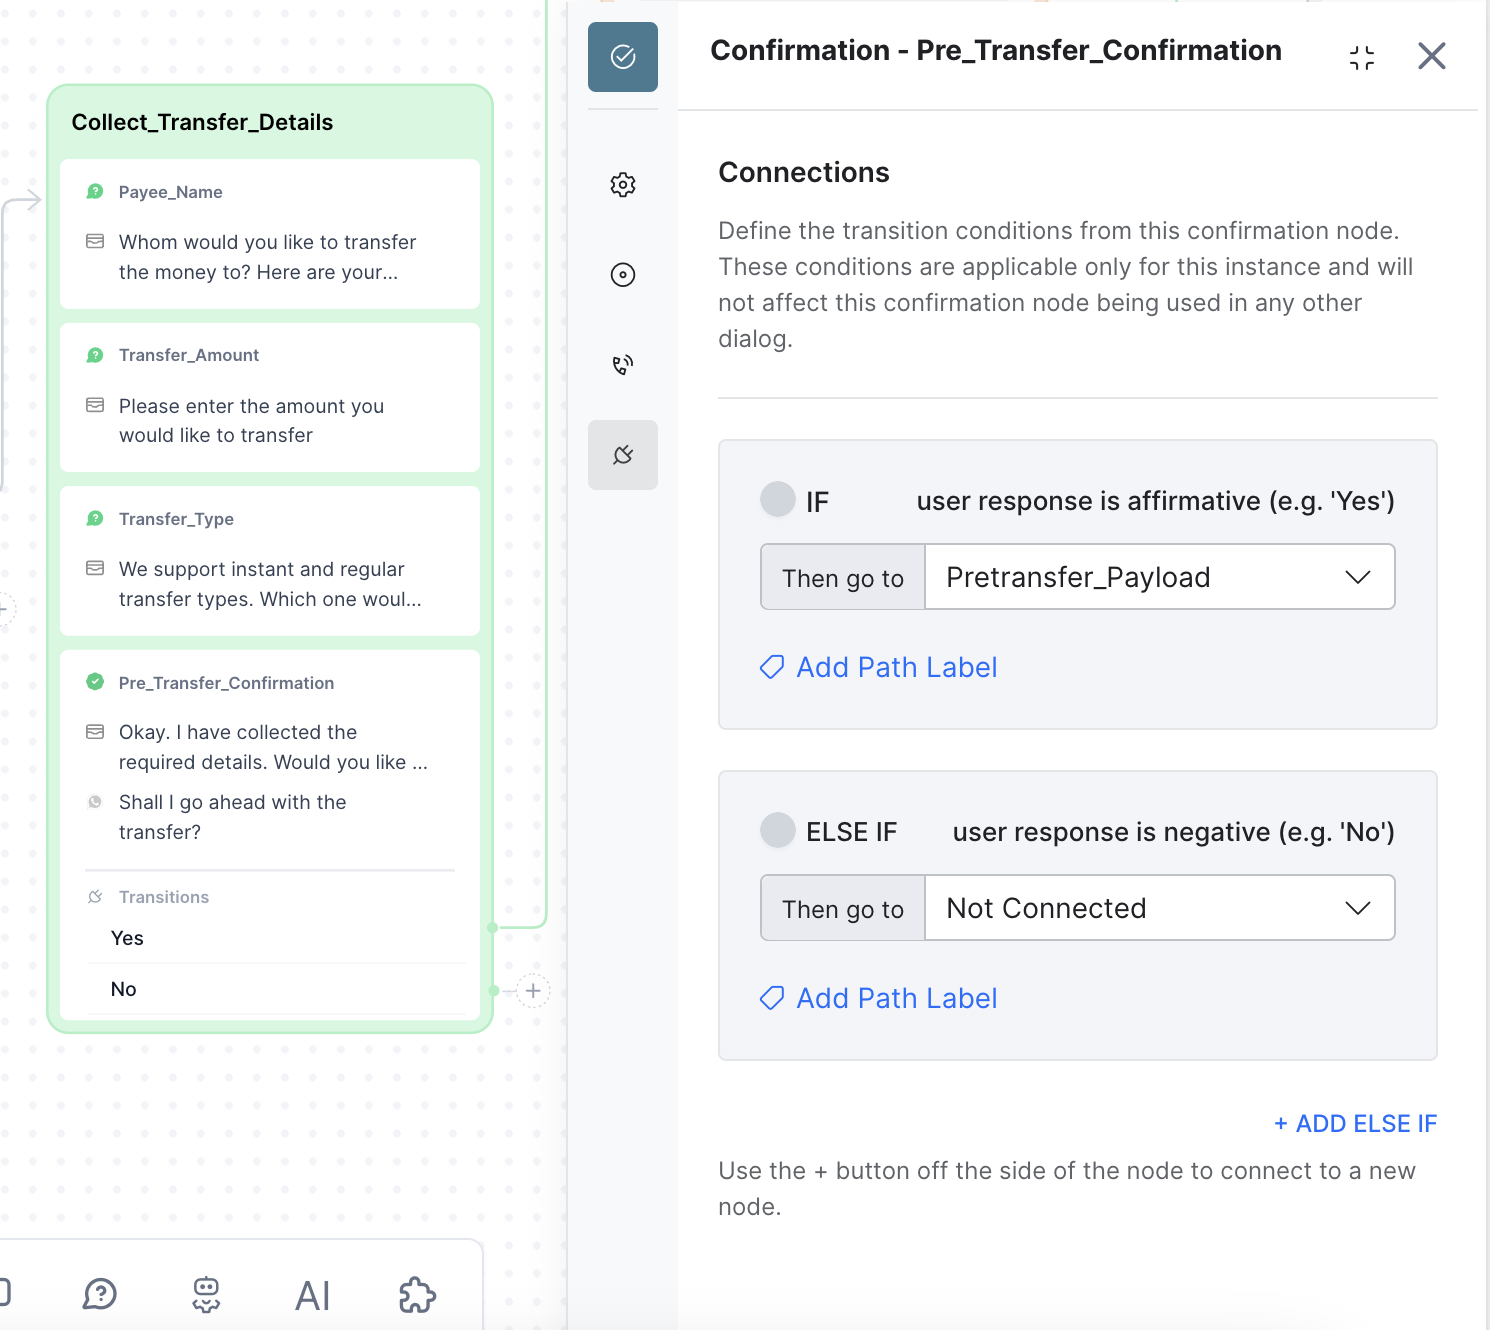 Collect_Transfer_Details
Payee_Name
Whom would you like to transfer
the money to? Here are your...
Transfer_Amount
Please enter the amount you
would like to transfer
Transfer_Type
We support instant and regular
transfer types. Which one woul...
Pre_Transfer_Confirmation
Okay. I have collected the
required details. Would you like ...
Shall I go ahead with the
transfer?
Transitions
Yes
No
AI
Confirmation - Pre_Transfer_Confirmation
Connections
Define the transition conditions from this confirmation node.
These conditions are applicable only for this instance and will
not affect this confirmation node being used in any other
dialog.
IF user response is affirmative (e.g. 'Yes')
Then go to Pretransfer_Payload
Add Path Label
ELSE IF user response is negative (e.g. 'No')
Then go to Not Connected
Add Path Label
+ ADD ELSE IF
Use the + button off the side of the node to connect to a new
node.